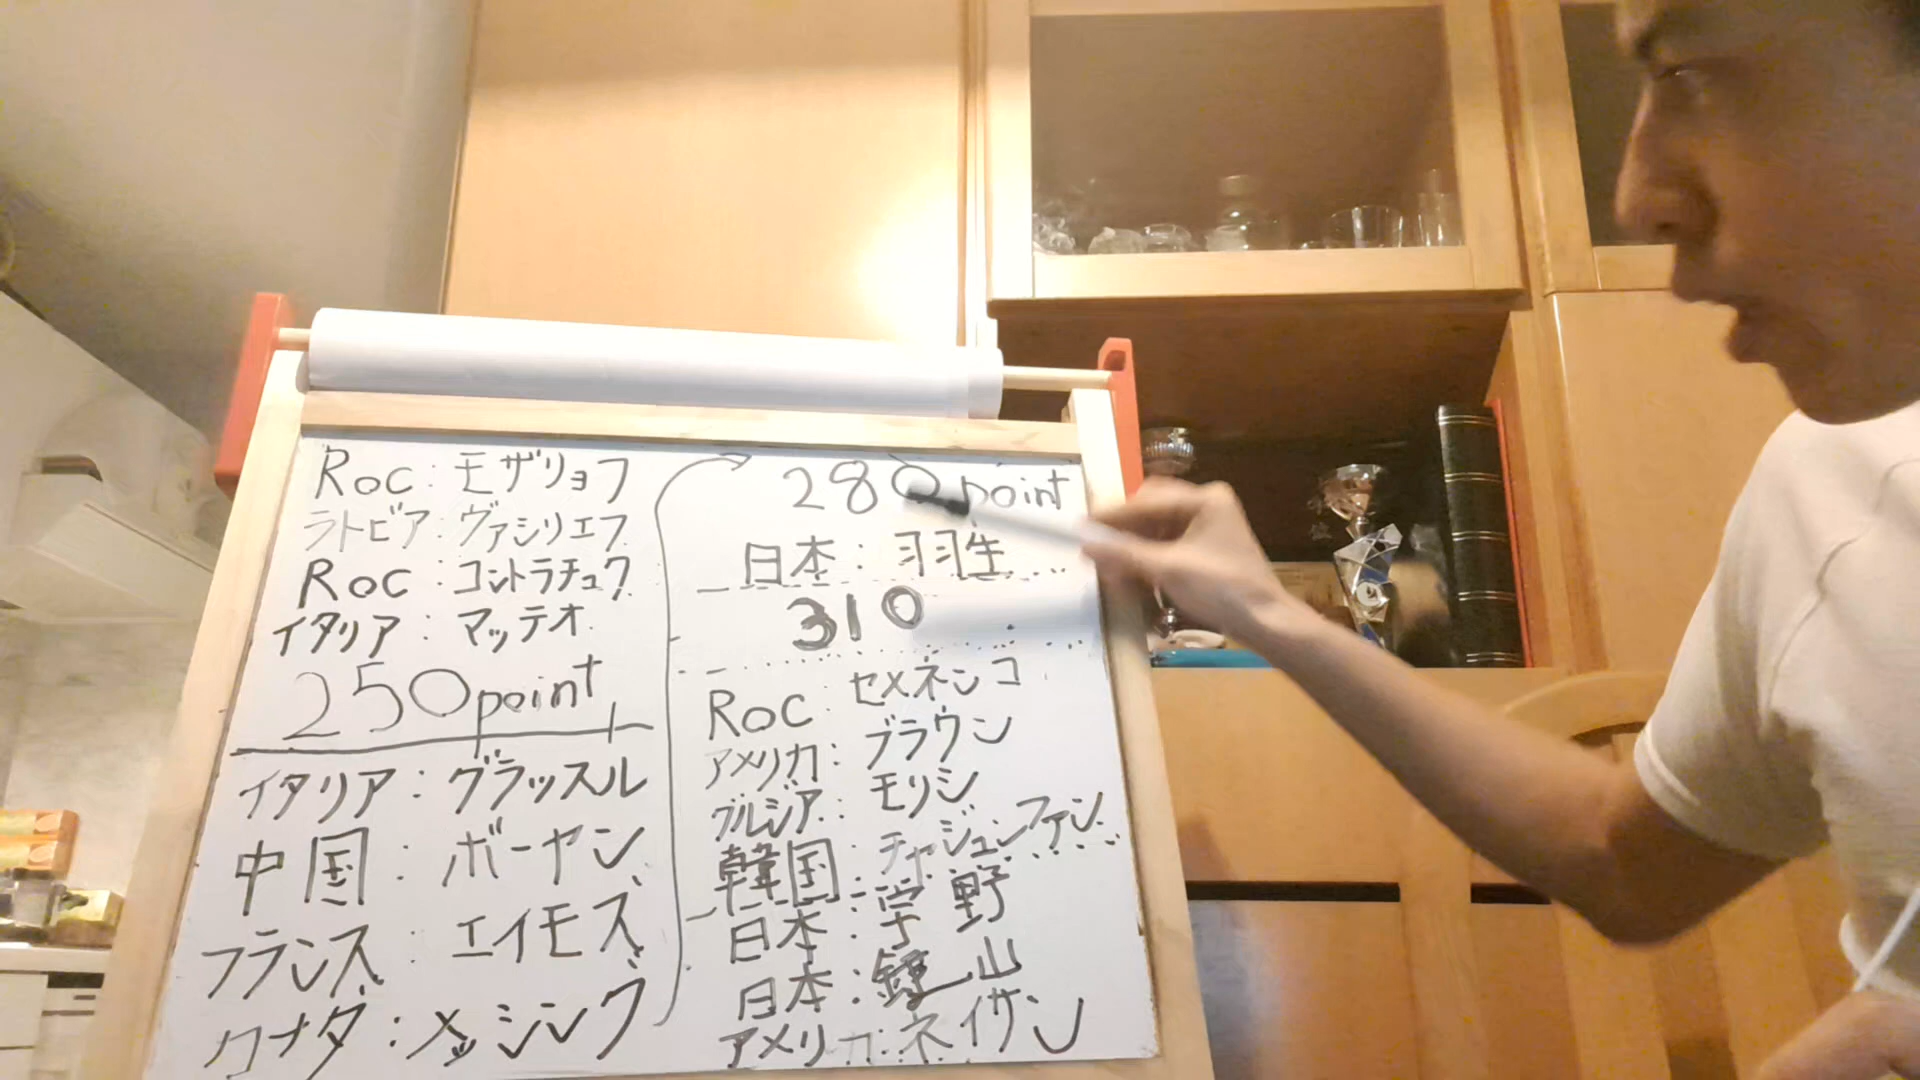 Roc:モザリョフ
ラトビア:ヴァシリエフ
Roc:コントラチュク
イタリア:マッテオ
250point
イタリア:グラッスル
中国:ボーヤン
フランス:エイモズ
カナダ:メッシング
280point
日本:羽生
310
Roc:セメネンコ
アメリカ:ブラウン
グルジア:モリシ
韓国:チャジュンファン
日本:宇野
日本:鍵山
アメリカ:ネイサン